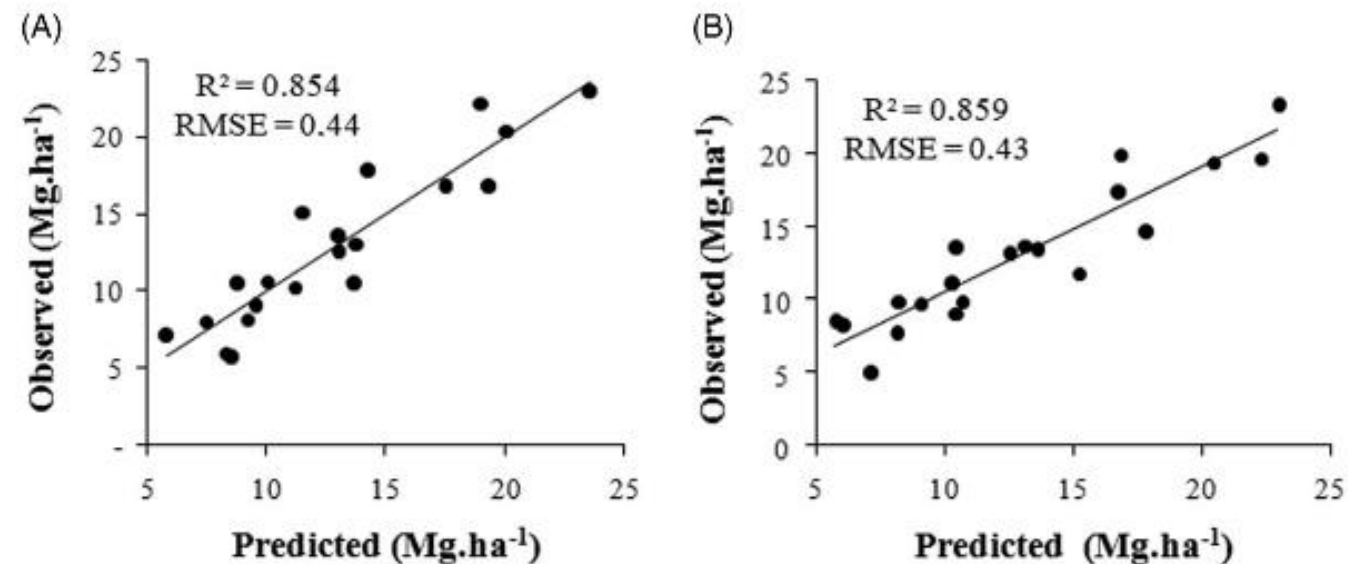 (A)
R² = 0.854
RMSE = 0.44
Observed (Mg.ha⁻¹)
25
20
15
10
5
-
5 10 15 20 25
Predicted (Mg.ha⁻¹)
(B)
R² = 0.859
RMSE = 0.43
Observed (Mg.ha⁻¹)
25
20
15
10
5
0
5 10 15 20 25
Predicted (Mg.ha⁻¹)